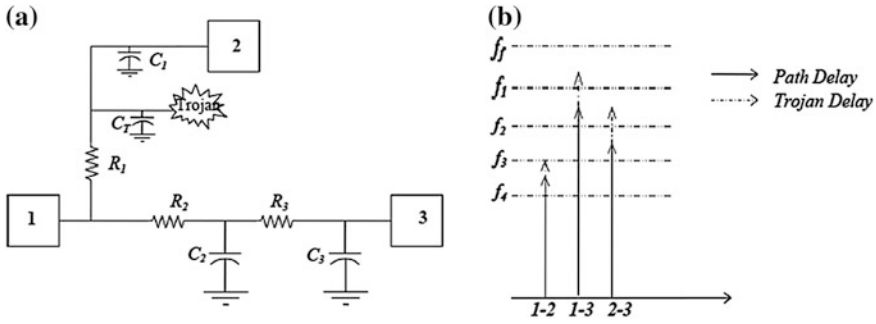 (a)
2
C1
Trojan
CT
R1
1
R2
R3
3
C2
C3
(b)
ff
f1
f2
f3
f4
Path Delay
Trojan Delay
1-2 1-3 2-3